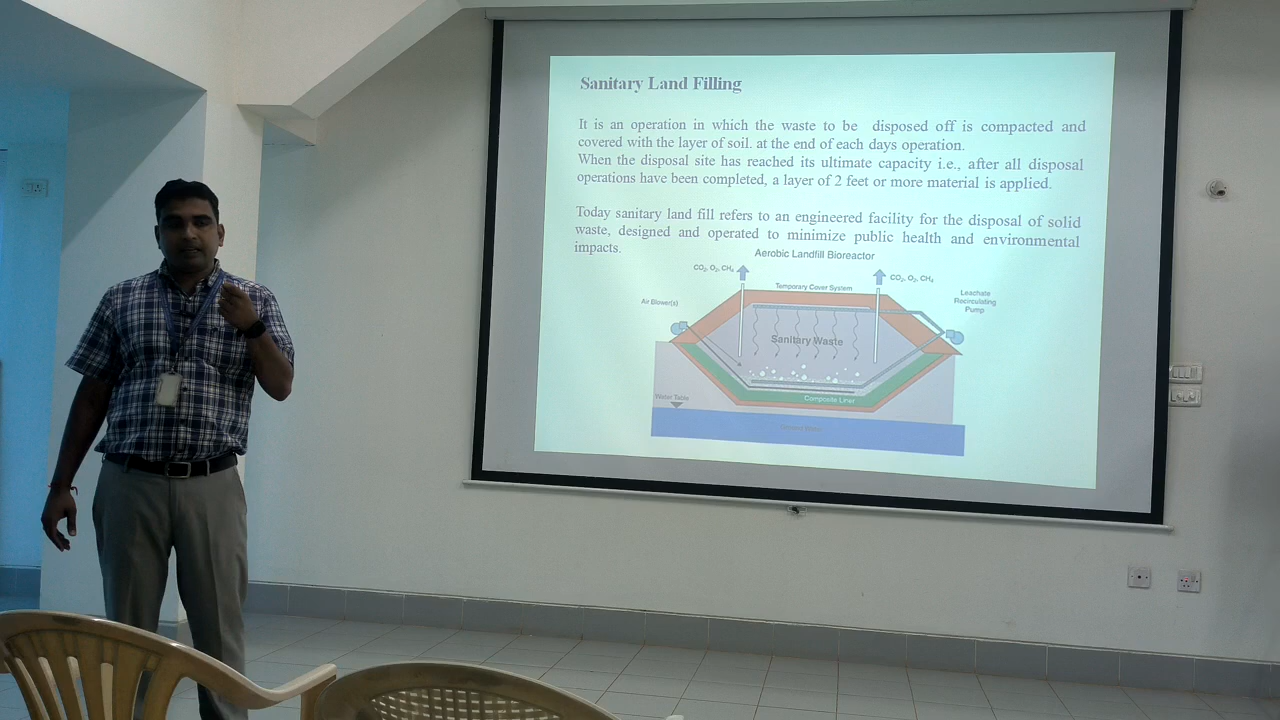 Sanitary Land Filling
It is an operation in which the waste to be disposed off is compacted and
covered with the layer of soil. at the end of each days operation.
When the disposal site has reached its ultimate capacity i.e., after all disposal
operations have been completed, a layer of 2 feet or more material is applied.
Today sanitary land fill refers to an engineered facility for the disposal of solid
waste, designed and operated to minimize public health and environmental
impacts.
Aerobic Landfill Bioreactor
CO₂, O₂, CH₄
CO₂, O₂, CH₄
Temporary Cover System
Air Blower(s)
Leachate
Recirculating
Pump
Sanitary Waste
Composite Liner
Water Table